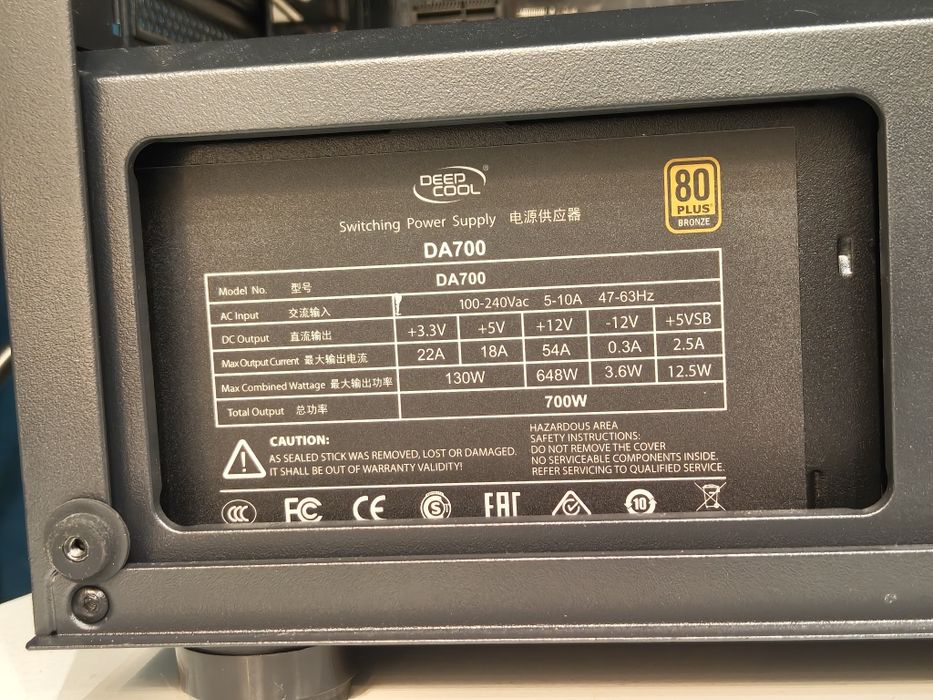 DEEP
COOL®
80
PLUS®
BRONZE
Switching Power Supply 电源供应器
DA700
Model No. 型号 DA700
AC Input 交流输入 100-240Vac 5-10A 47-63Hz
DC Output 直流输出 +3.3V +5V +12V -12V +5VSB
Max Output Current 最大输出电流 22A 18A 54A 0.3A 2.5A
Max Combined Wattage 最大输出功率 130W 648W 3.6W 12.5W
Total Output 总功率 700W
CAUTION:
AS SEALED STICK WAS REMOVED, LOST OR DAMAGED.
IT SHALL BE OUT OF WARRANTY VALIDITY!
HAZARDOUS AREA
SAFETY INSTRUCTIONS:
DO NOT REMOVE THE COVER
NO SERVICEABLE COMPONENTS INSIDE.
REFER SERVICING TO QUALIFIED SERVICE.
CCC FC CE S EAC 10